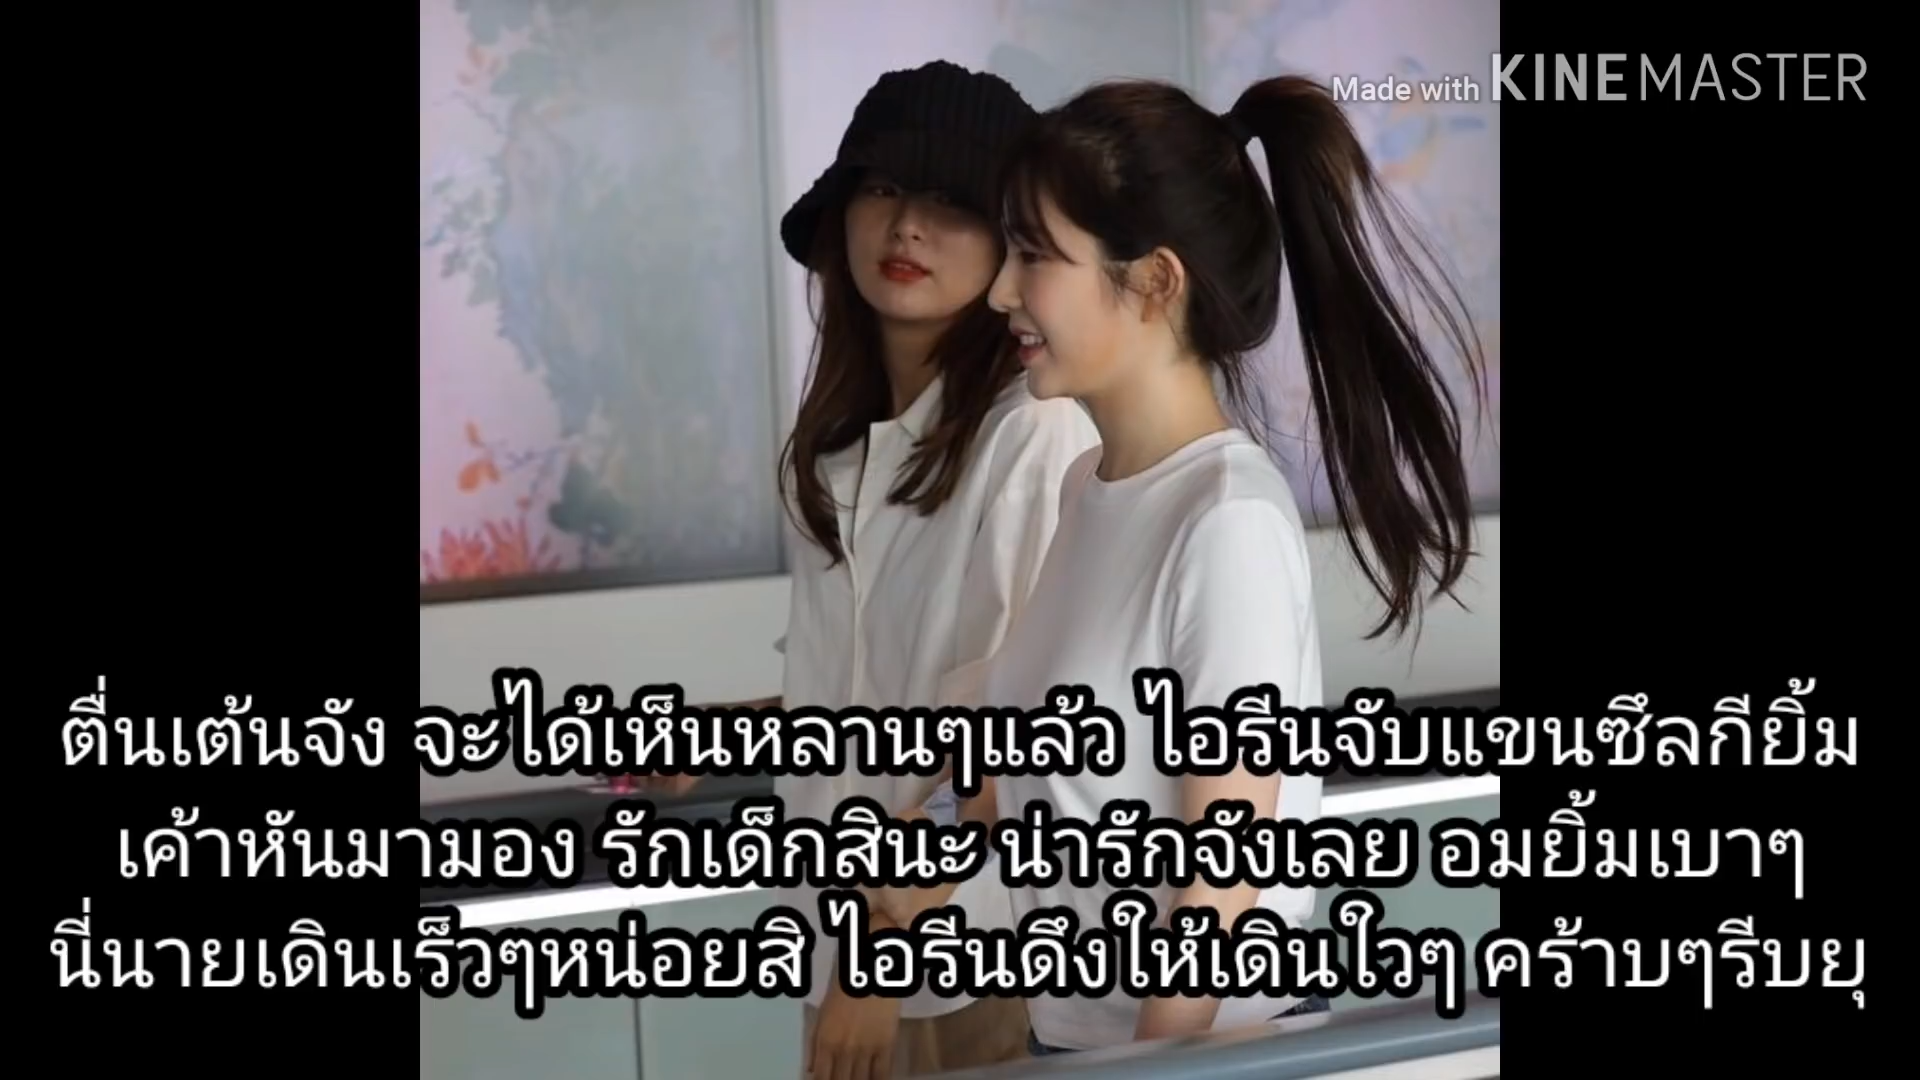 Made with KINEMASTER
ตื่นเต้นจัง จะได้เห็นหลานๆแล้ว ไอรีนจับแขนซึลกียิ้ม
เค้าหันมามอง รักเด็กสินะ น่ารักจังเลย อมยิ้มเบาๆ
นี่นายเดินเร็วๆหน่อยสิ ไอรีนดึงให้เดินใวๆ คร้าบๆรีบยุ